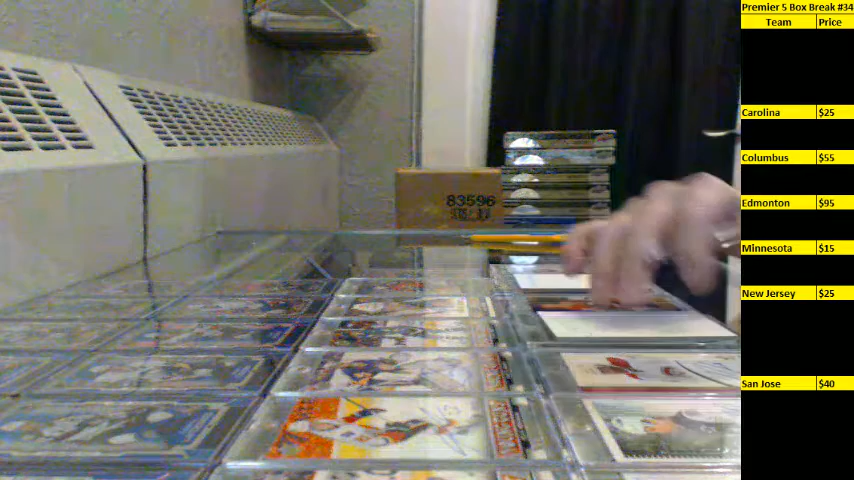 Premier 5 Box Break #34
Team Price
Carolina $25
Columbus $55
Edmonton $95
Minnesota $15
New Jersey $25
San Jose $40
83596